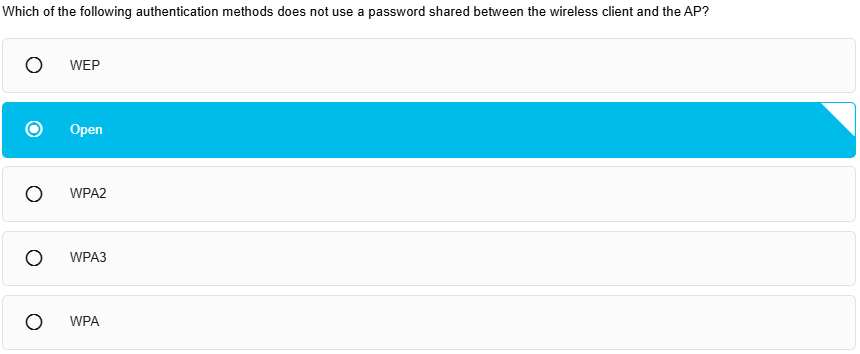 Which of the following authentication methods does not use a password shared between the wireless client and the AP?
WEP
Open
WPA2
WPA3
WPA